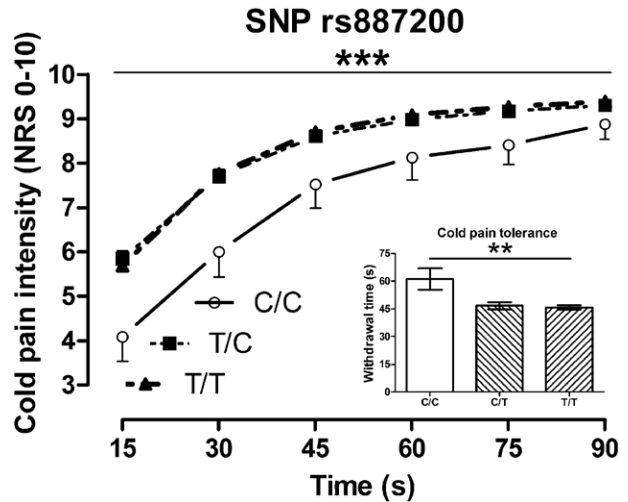 SNP rs887200
***
Cold pain intensity (NRS 0-10)
10
9
8
7
6
5
4
3
C/C
T/C
T/T
Cold pain tolerance
**
Withdrawal time (s)
75
60
45
30
15
0
C/C
C/T
T/T
15
30
45
60
75
90
Time (s)